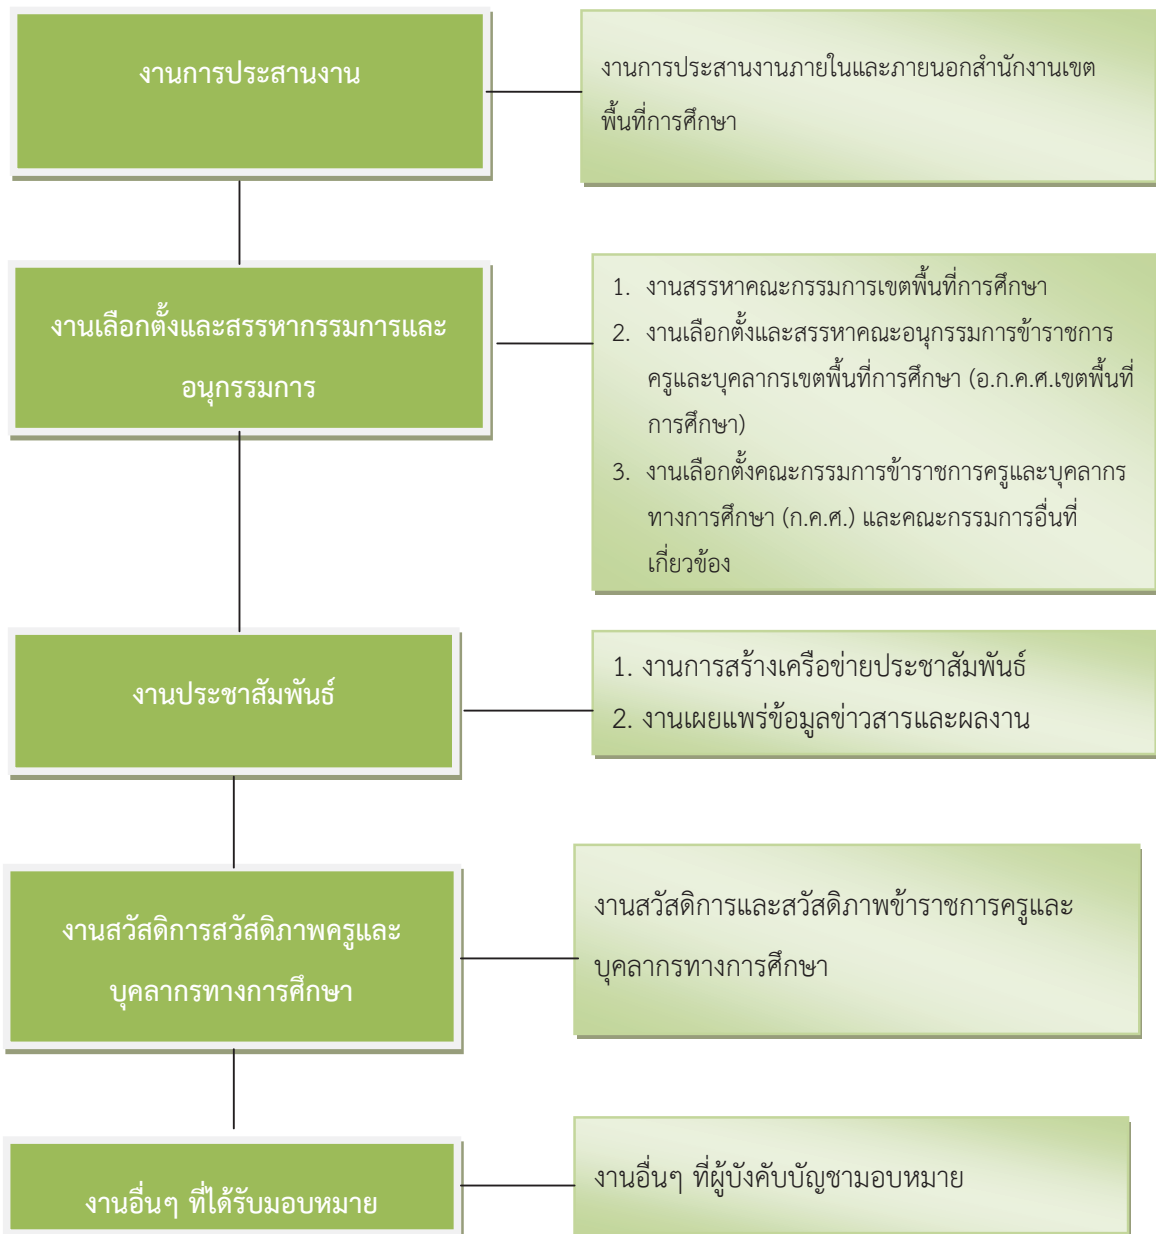 งานการประสานงาน
งานการประสานงานภายในและภายนอกสำนักงานเขต
พื้นที่การศึกษา
งานเลือกตั้งและสรรหากรรมการและ
อนุกรรมการ
1. งานสรรหาคณะกรรมการเขตพื้นที่การศึกษา
2. งานเลือกตั้งและสรรหาคณะอนุกรรมการข้าราชการ
ครูและบุคลากรเขตพื้นที่การศึกษา (อ.ก.ค.ศ.เขตพื้นที่
การศึกษา)
3. งานเลือกตั้งคณะกรรมการข้าราชการครูและบุคลากร
ทางการศึกษา (ก.ค.ศ.) และคณะกรรมการอื่นที่
เกี่ยวข้อง
งานประชาสัมพันธ์
1. งานการสร้างเครือข่ายประชาสัมพันธ์
2. งานเผยแพร่ข้อมูลข่าวสารและผลงาน
งานสวัสดิการสวัสดิภาพครูและ
บุคลากรทางการศึกษา
งานสวัสดิการและสวัสดิภาพข้าราชการครูและ
บุคลากรทางการศึกษา
งานอื่นๆ ที่ได้รับมอบหมาย
งานอื่นๆ ที่ผู้บังคับบัญชามอบหมาย